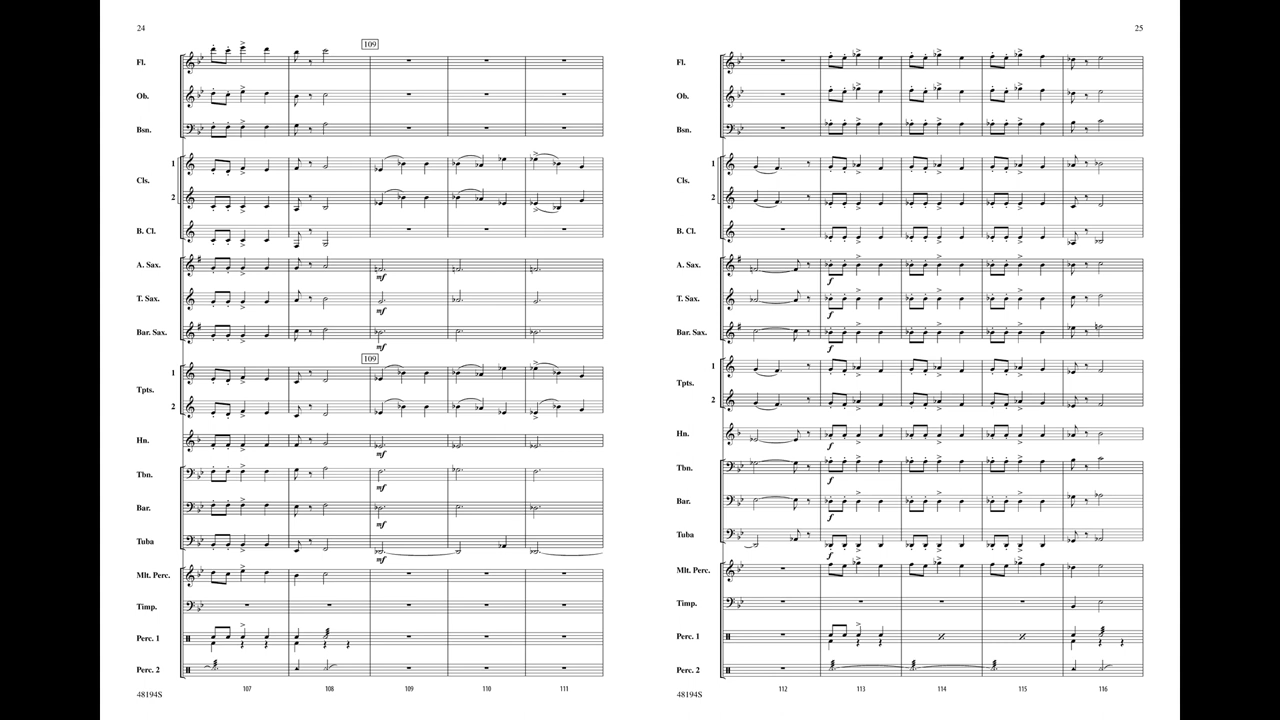 24
109
Fl.
Ob.
Bsn.
1
Cls.
2
B. Cl.
A. Sax.
mf
T. Sax.
mf
Bar. Sax.
mf
109
1
Tpts.
2
Hn.
mf
Tbn.
mf
Bar.
mf
Tuba
mf
Mlt. Perc.
Timp.
Perc. 1
Perc. 2
107 108 109 110 111
48194S
25
Fl.
Ob.
Bsn.
1
Cls.
2
B. Cl.
A. Sax.
f
T. Sax.
f
Bar. Sax.
f
1
Tpts.
2
Hn.
Tbn.
f
Bar.
f
Tuba
f
Mlt. Perc.
Timp.
Perc. 1
Perc. 2
112 113 114 115 116
48194S